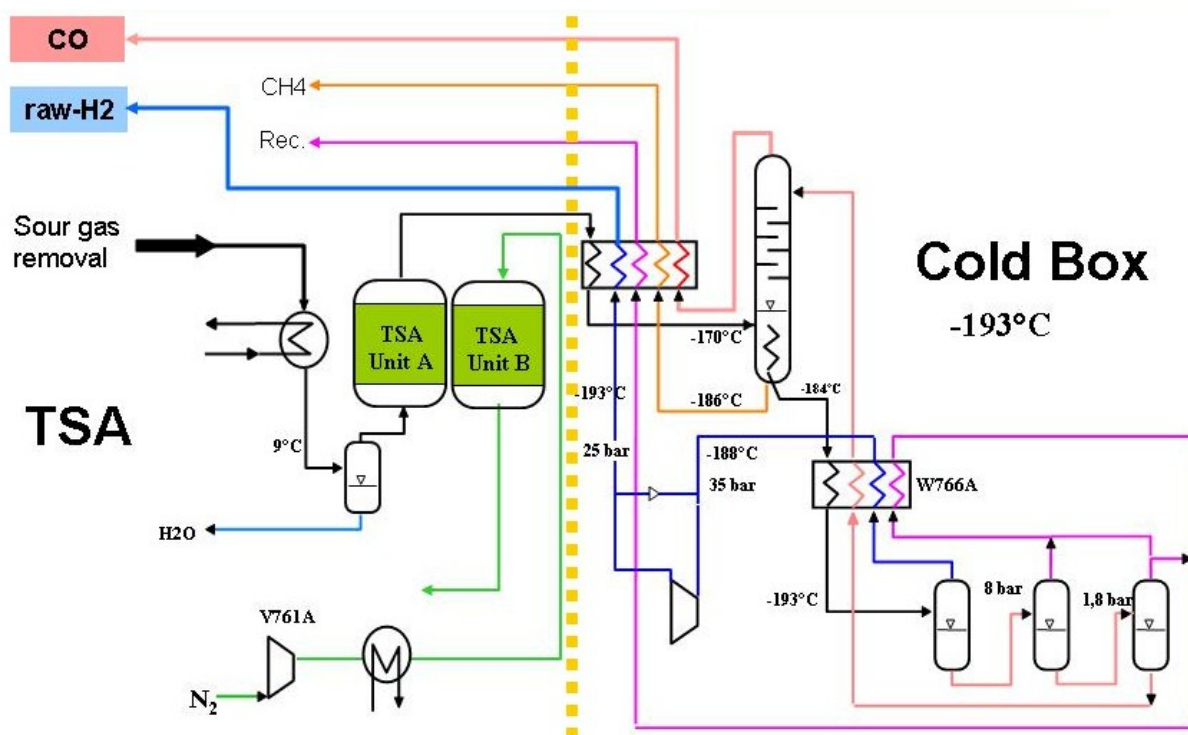 CO
CH4
raw-H2
Rec.
Sour gas
removal
Cold Box
-193°C
TSA
Unit A
TSA
Unit B
-170°C
-184°C
-193°C
-186°C
TSA
9°C
25 bar
-188°C
35 bar
W766A
H2O
-193°C
8 bar
1,8 bar
V761A
N2